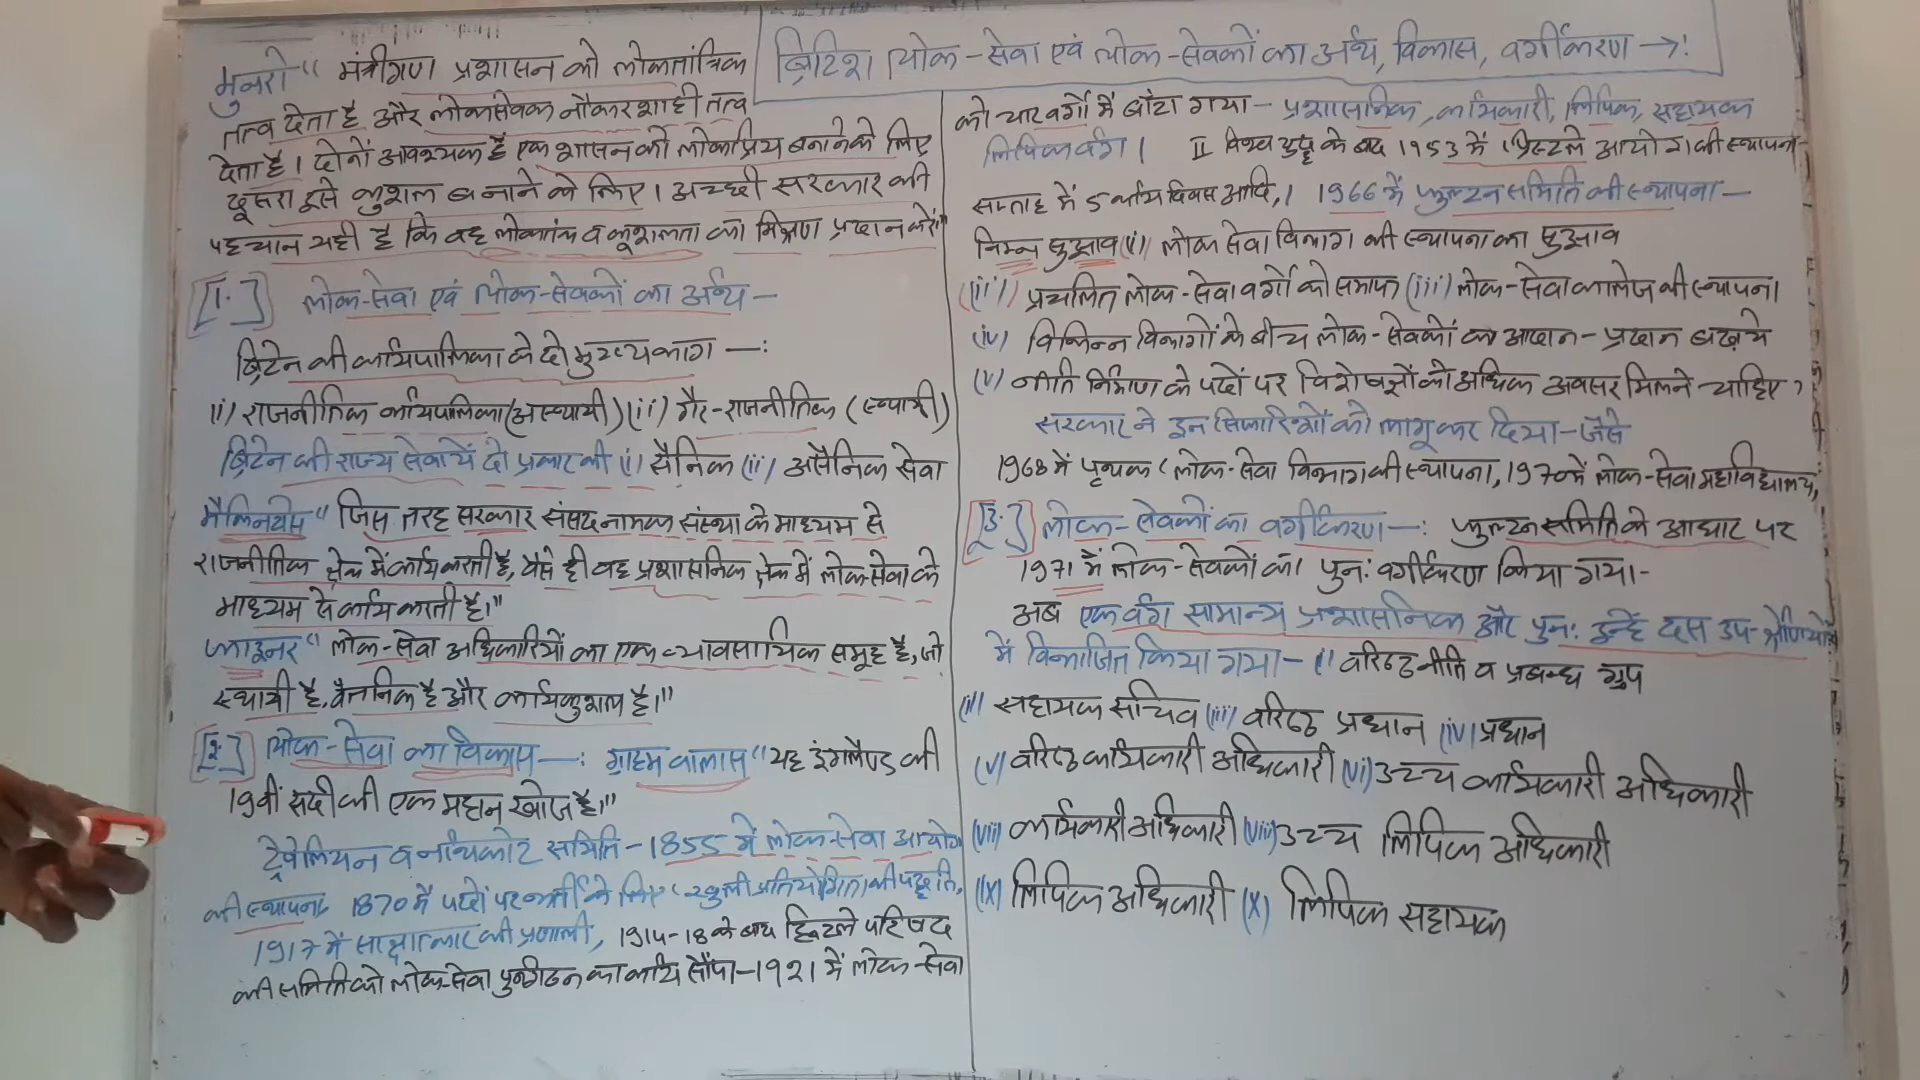 ब्रिटिश लोक-सेवा एवं लोक-सेवकों का अर्थ, विकास, वर्गीकरण →!
मुनरो "मंत्रीगण प्रशासन को लोकतांत्रिक
तत्व देता है और लोकसेवक नौकरशाही तत्व
देता है। दोनों आवश्यक हैं एक शासन को लोकप्रिय बनाने के लिए
दूसरा इसे कुशल बनाने के लिए। अच्छी सरकार की
पहचान यही है कि वह लोकतंत्र व कुशलता का मिश्रण प्रदान करे।"
[1.] लोक-सेवा एवं लोक-सेवकों का अर्थ -
ब्रिटेन की कार्यपालिका के दो मुख्य भाग —:
(i) राजनीतिक कार्यपालिका (अस्थायी) (ii) गैर-राजनीतिक (स्थायी)
ब्रिटेन की राज्य सेवायें दो प्रकार की (i) सैनिक (ii) असैनिक सेवा
"जिस तरह सरकार संसद नामक संस्था के माध्यम से
राजनीतिक क्षेत्र में कार्य करती है, वैसे ही वह प्रशासनिक क्षेत्र में लोक-सेवा के
माध्यम से कार्य करती है।"
फाइनर "लोक-सेवा अधिकारियों का एक व्यावसायिक समूह है, जो
स्थायी है, वैतनिक है और कार्यकुशल है।"
[2.] लोक-सेवा का विकास —: ग्राहम वालास "यह इंग्लैण्ड की
19वीं सदी की एक महान खोज है।"
ट्रेवेलियन व नार्थकोट समिति - 1855 में लोक-सेवा आयोग
की स्थापना, 1870 में पदों पर भर्ती के लिए खुली प्रतियोगिता की पद्धति,
1917 में साक्षात्कार की प्रणाली, 1914-18 के बाद ह्विटले परिषद
की समिति को लोक-सेवा पुनर्गठन का कार्य सौंपा - 1921 में लोक-सेवा
को चार वर्गों में बाँटा गया - प्रशासनिक, कार्यकारी, लिपिक, सहायक
लिपिक वर्ग। II विश्व युद्ध के बाद 1953 में प्रिस्टले आयोग की स्थापना -
सप्ताह में 5 कार्य दिवस आदि,। 1966 में फुल्टन समिति की स्थापना -
निम्न सुझाव (i) लोक सेवा विभाग की स्थापना का सुझाव
(ii) प्रचलित लोक-सेवा वर्गों को समाप्त (iii) लोक-सेवा कालेज की स्थापना
(iv) विभिन्न विभागों के बीच लोक-सेवकों का आदान-प्रदान
(v) नीति निर्माण के पदों पर विशेषज्ञों को अधिक अवसर मिलने चाहिए,
सरकार ने इन सिफारिशों को लागू कर दिया - जैसे
1968 में पृथक लोक-सेवा विभाग की स्थापना, 1970 में लोक-सेवा महाविद्यालय,
[3.] लोक-सेवकों का वर्गीकरण —: फुल्टन समिति के आधार पर
1971 में लोक-सेवकों का पुनः वर्गीकरण किया गया -
अब एक वर्ग सामान्य प्रशासनिक और पुनः उन्हें दस उप-श्रेणियों
में विभाजित किया गया - (i) वरिष्ठ नीति व प्रबन्ध ग्रुप
(ii) सहायक सचिव (iii) वरिष्ठ प्रधान (iv) प्रधान
(v) वरिष्ठ कार्यकारी अधिकारी (vi) उच्च कार्यकारी अधिकारी
(vii) कार्यकारी अधिकारी (viii) उच्च लिपिक अधिकारी
(ix) लिपिक अधिकारी (x) लिपिक सहायक